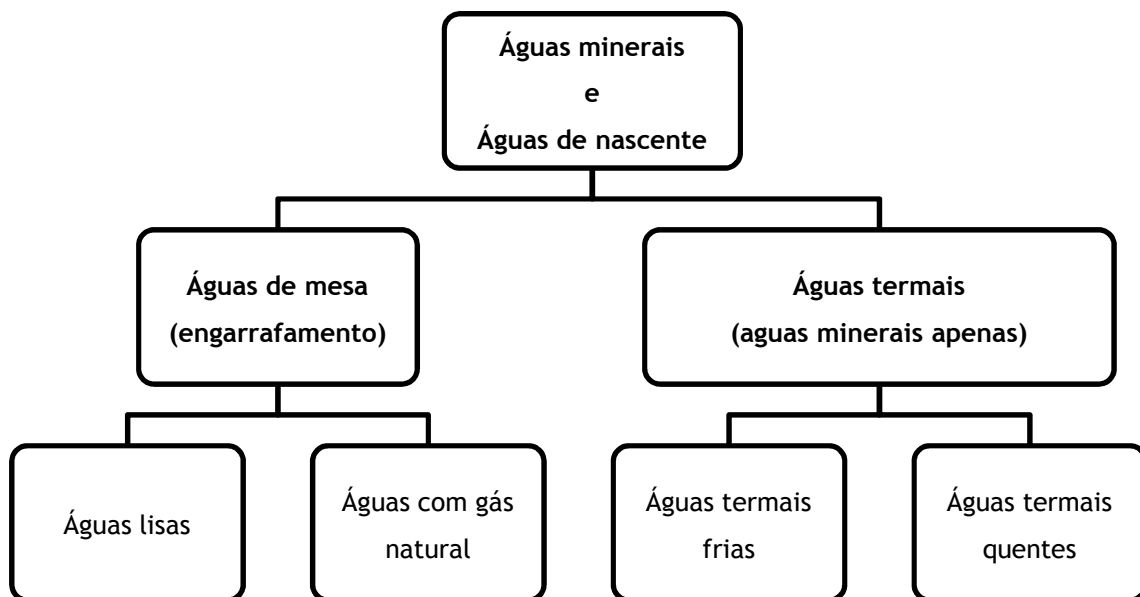 Águas minerais
e
Águas de nascente
Águas de mesa
(engarrafamento)
Águas termais
(aguas minerais apenas)
Águas lisas
Águas com gás
natural
Águas termais
frias
Águas termais
quentes